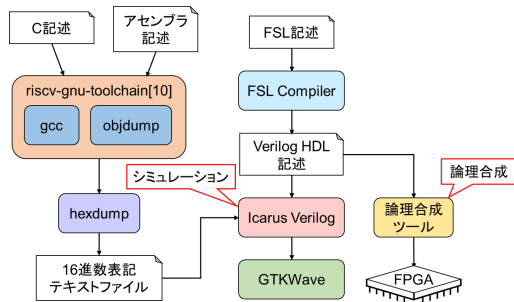 C記述
アセンブラ
記述
FSL記述
riscv-gnu-toolchain[10]
gcc
objdump
FSL Compiler
Verilog HDL
記述
シミュレーション
論理合成
hexdump
Icarus Verilog
論理合成
ツール
16進数表記
テキストファイル
GTKWave
FPGA